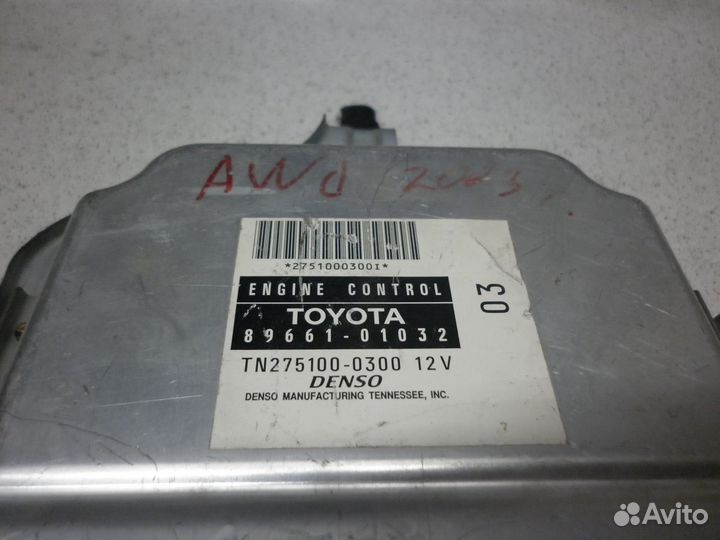 AWd 2003
*2751000300I*
ENGINE CONTROL
TOYOTA
89661-01032
03
TN275100-0300 12V
DENSO
DENSO MANUFACTURING TENNESSEE, INC.
Avito